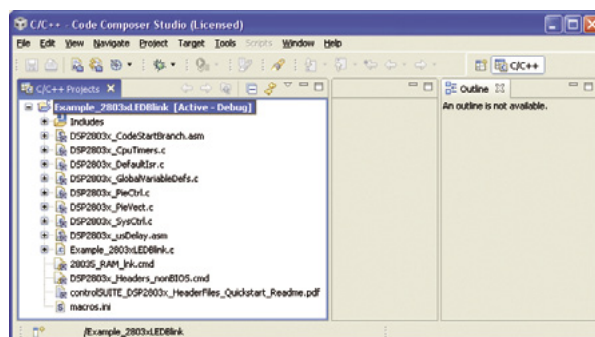 C/C++ - Code Composer Studio (Licensed)
File Edit View Navigate Project Target Tools Scripts Window Help
C/C++
C/C++ Projects
Outline
Example_2803xLEDBlink [Active - Debug]
An outline is not available.
Includes
DSP2803x_CodeStartBranch.asm
DSP2803x_CpuTimers.c
DSP2803x_DefaultIsr.c
DSP2803x_GlobalVariableDefs.c
DSP2803x_PieCtrl.c
DSP2803x_PieVect.c
DSP2803x_SysCtrl.c
DSP2803x_usDelay.asm
Example_2803xLEDBlink.c
28035_RAM_lnk.cmd
DSP2803x_Headers_nonBIOS.cmd
controlSUITE_DSP2803x_HeaderFiles_Quickstart_Readme.pdf
macros.ini
/Example_2803xLEDBlink